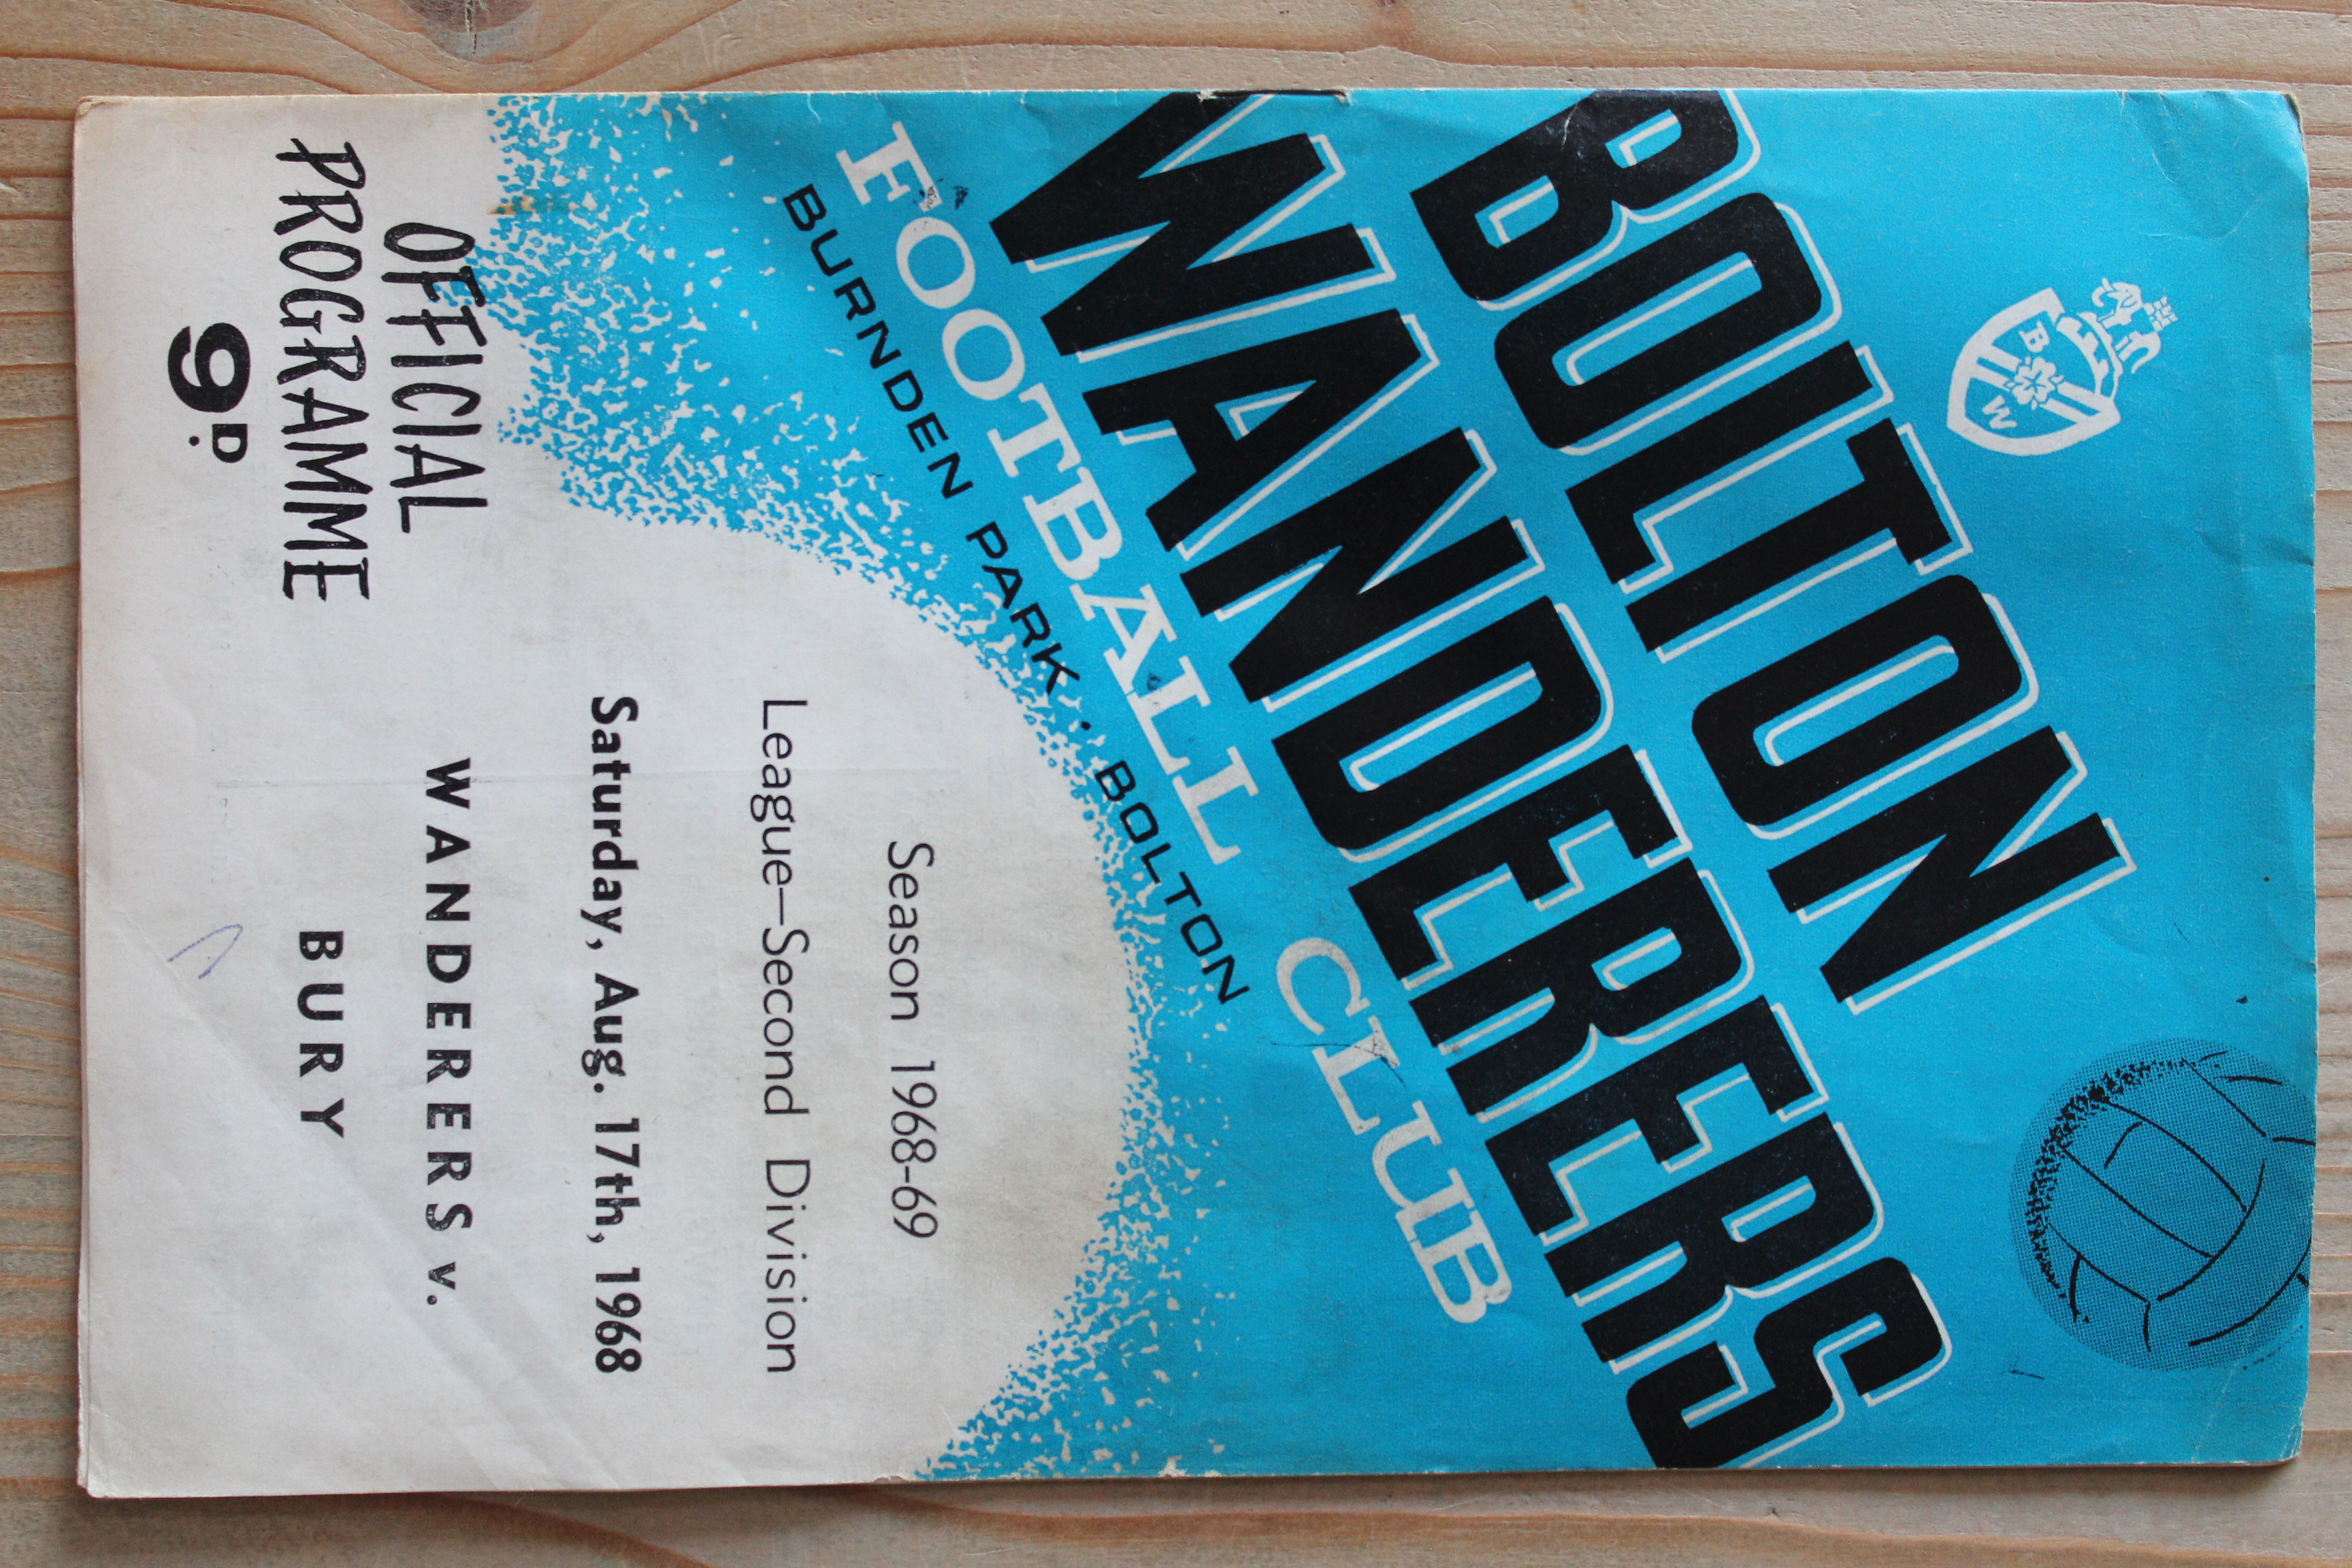 B W
BOLTON
WANDERERS
FOOTBALL CLUB
BURNDEN PARK . BOLTON
Season 1968-69
League—Second Division
Saturday, Aug. 17th, 1968
WANDERERS v.
BURY
OFFICIAL
PROGRAMME
9D.